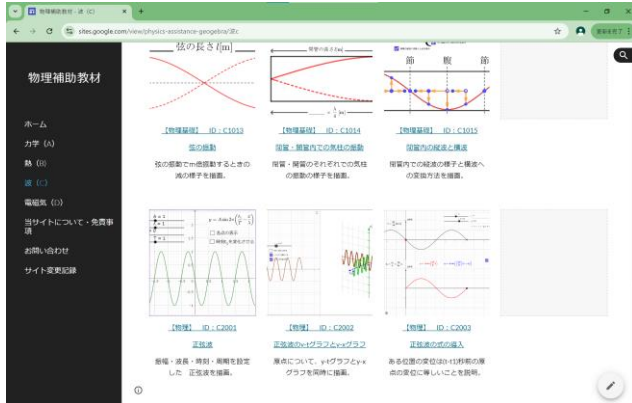 物理補助教材 - 波 (C)
sites.google.com/view/physics-assistance-geogebra/波c
物理補助教材
ホーム
力学 (A)
熱 (B)
波 (C)
電磁気 (D)
当サイトについて・免責事
項
お問い合わせ
サイト変更記録
弦の長さℓ[m]
節 腹 節
【物理基礎】 ID：C1013
弦の振動
弦の振動でm倍振動するときの
減の様子を描画。
【物理基礎】 ID：C1014
閉管・開管内での気柱の振動
閉管・開管のそれぞれでの気柱
の振動の様子を描画。
【物理基礎】 ID：C1015
閉管内の縦波と横波
閉管内での縦波の様子と横波へ
の変換方法を描画。
【物理】 ID：C2001
正弦波
振幅・波長・時刻・周期を設定
した 正弦波を描画。
【物理】 ID：C2002
正弦波のy-tグラフとy-xグラフ
原点について、y-tグラフとy-x
グラフを同時に描画。
【物理】 ID：C2003
正弦波の式の導入
ある位置の変位は(t-t1)秒前の原
点の変位に等しいことを説明。